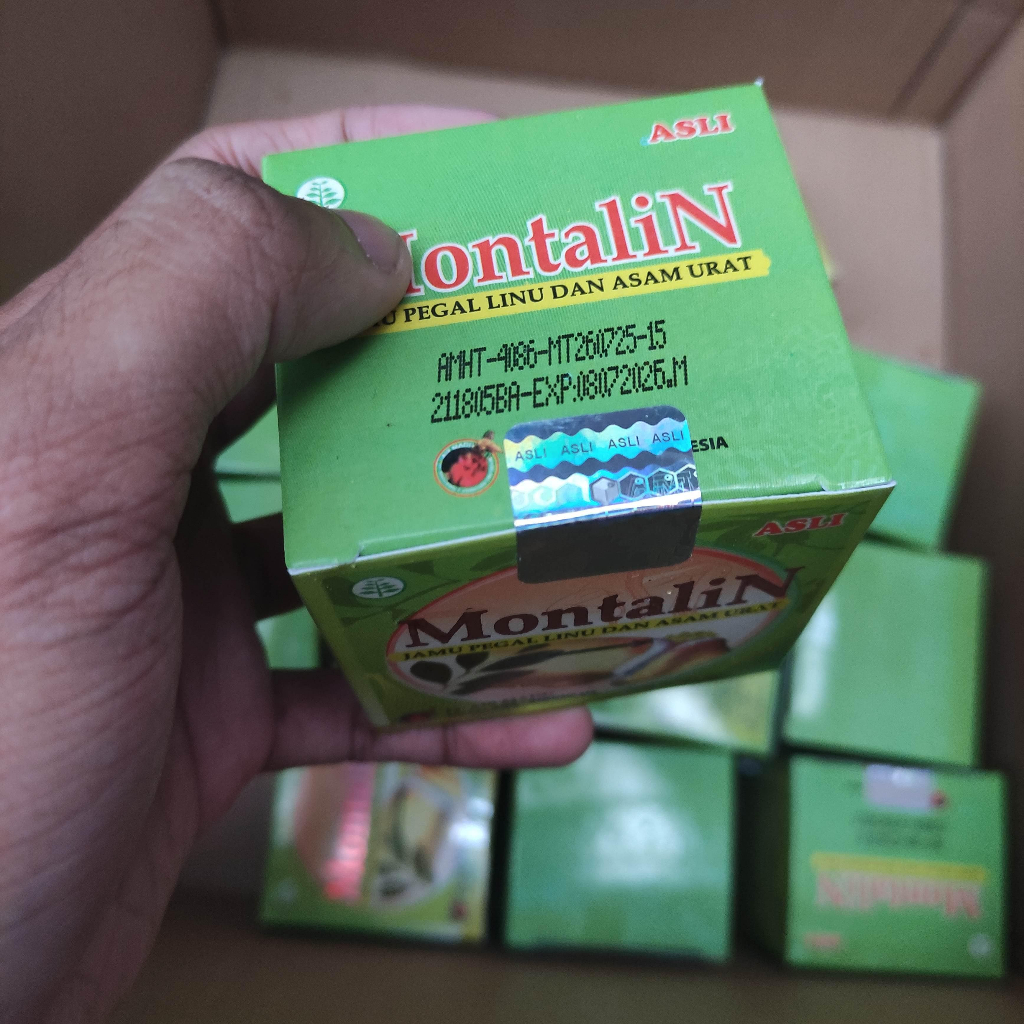 ASLI
MontaliN
PEGAL LINU DAN ASAM URAT
AMHT-4086-MT260725-15
211805BA-EXP.08072026.M
ASLI ASLI ASLI ASLI
ESIA
ASLI
MontaliN
JAMU PEGAL LINU DAN ASAM URAT
MontaliN